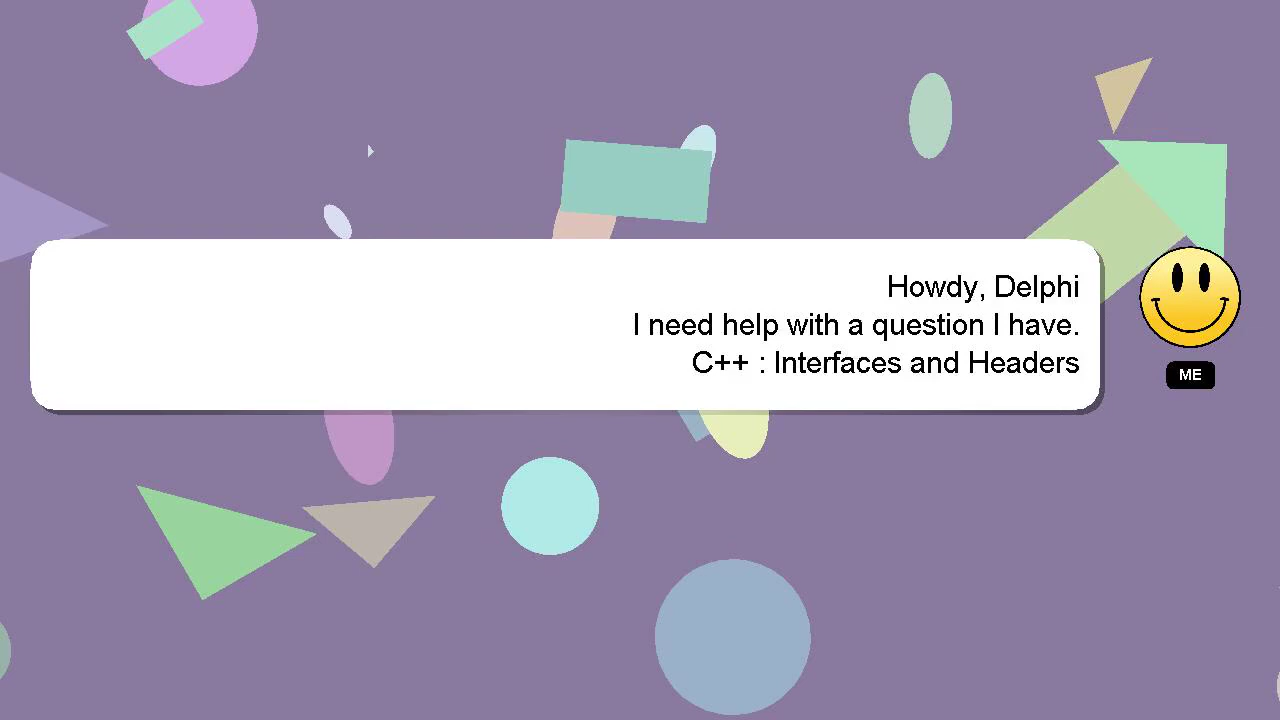 Howdy, Delphi
I need help with a question I have.
C++ : Interfaces and Headers
ME